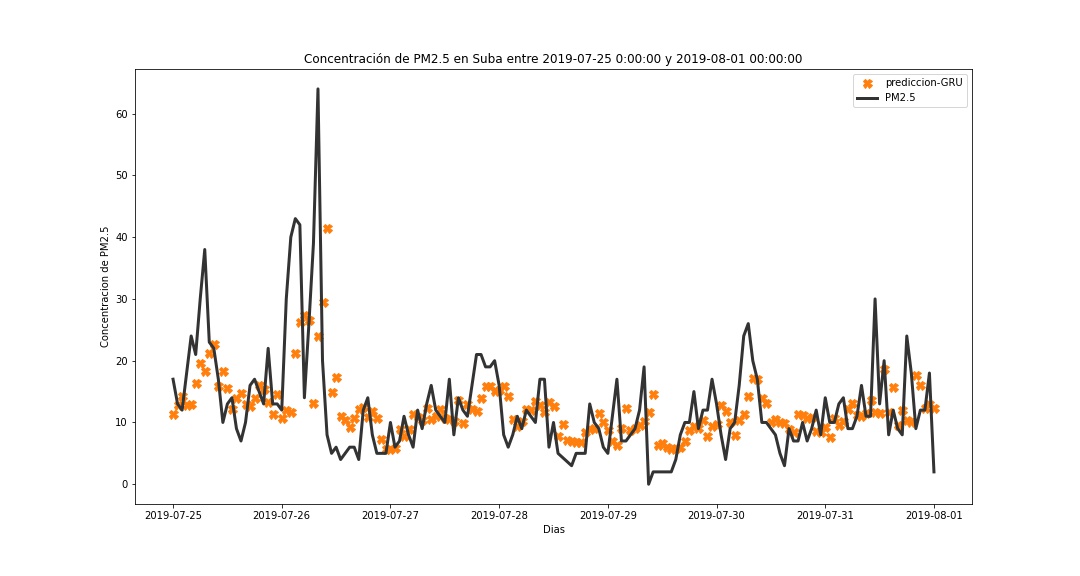 Concentración de PM2.5 en Suba entre 2019-07-25 0:00:00 y 2019-08-01 00:00:00
prediccion-GRU
PM2.5
Concentracion de PM2.5
60
50
40
30
20
10
0
2019-07-25 2019-07-26 2019-07-27 2019-07-28 2019-07-29 2019-07-30 2019-07-31 2019-08-01
Dias